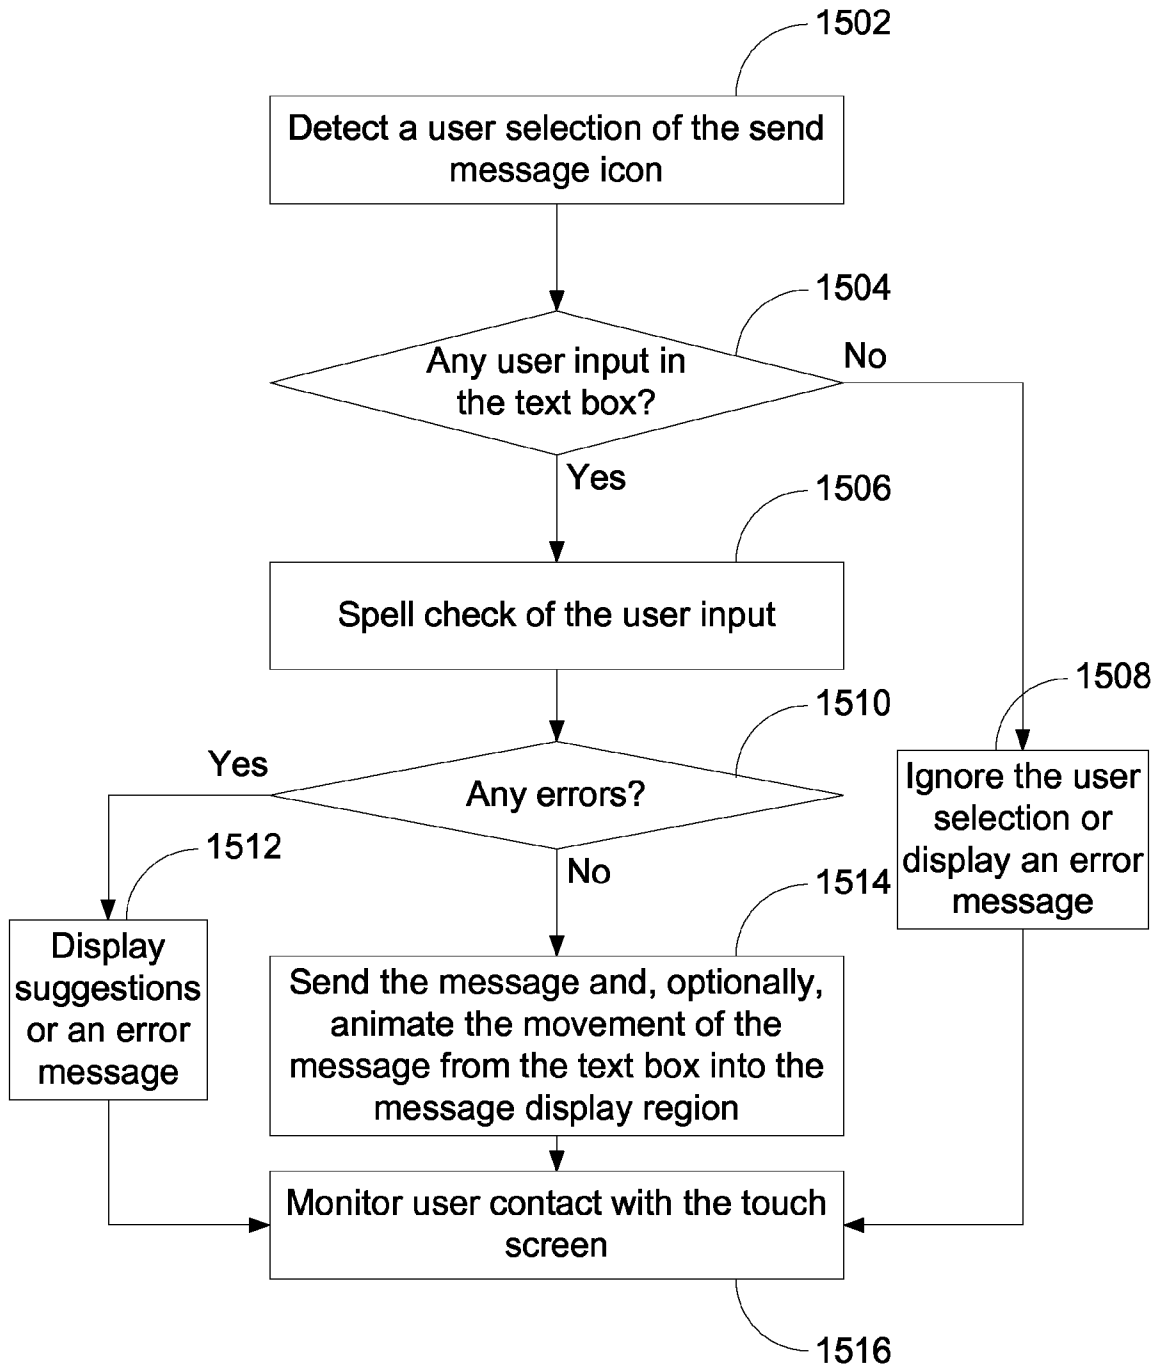 1502
Detect a user selection of the send
message icon
1504
Any user input in
the text box?
No
Yes
1506
Spell check of the user input
1508
1510
Ignore the user
selection or
display an error
message
Yes
Any errors?
1512
No
1514
Display
suggestions
or an error
message
Send the message and, optionally,
animate the movement of the
message from the text box into the
message display region
Monitor user contact with the touch
screen
1516